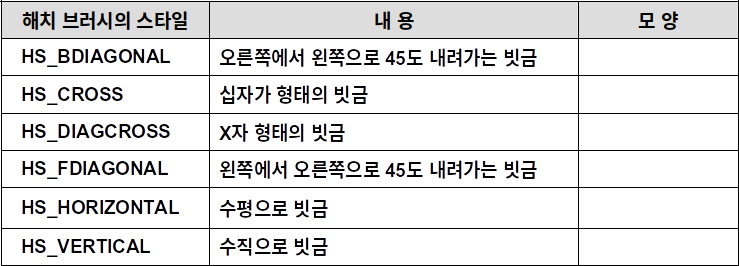 해치 브러시의 스타일 내 용 모 양
HS_BDIAGONAL 오른쪽에서 왼쪽으로 45도 내려가는 빗금
HS_CROSS 십자가 형태의 빗금
HS_DIAGCROSS X자 형태의 빗금
HS_FDIAGONAL 왼쪽에서 오른쪽으로 45도 내려가는 빗금
HS_HORIZONTAL 수평으로 빗금
HS_VERTICAL 수직으로 빗금